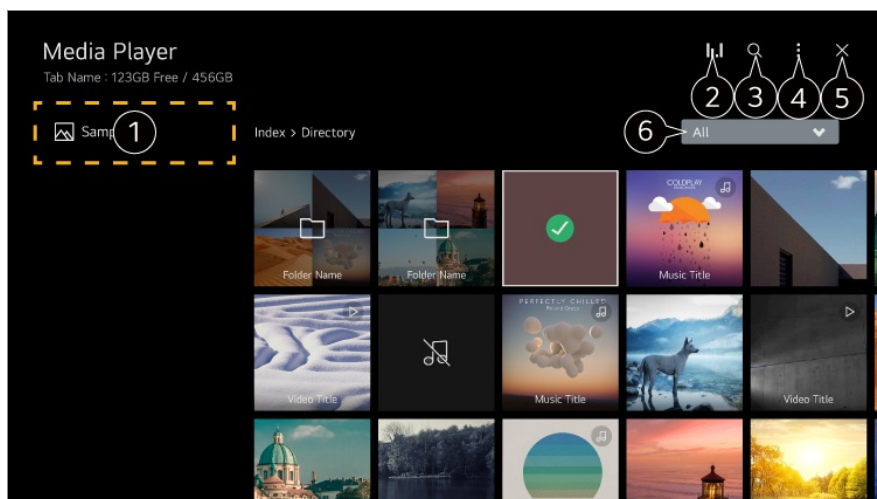 Media Player
Tab Name : 123GB Free / 456GB
2
3
4
5
1
Index > Directory
6
All
Folder Name
Folder Name
COLDPLAY
Music Title
Video Title
PERFECTLY CHILLED
Music Title
Video Title